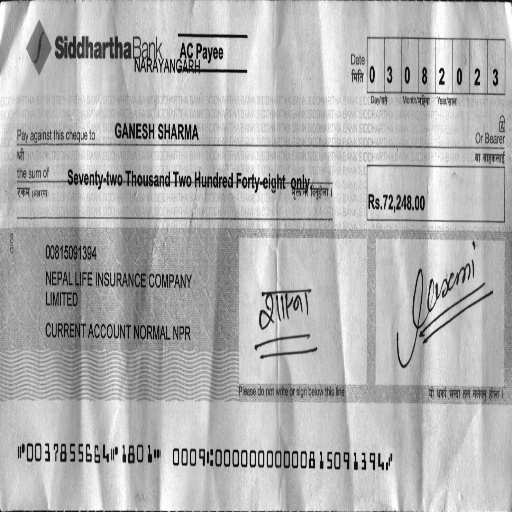 SiddharthaBank
NARAYANGARH
AC Payee
Date
मिति
0 3 0 8 2 0 2 3
Day/गते Month/महिना Year/साल
Pay against this cheque to GANESH SHARMA
Or Bearer
श्री
वा वाहकलाई
the sum of Seventy-two Thousand Two Hundred Forty-eight only
रकम (अक्षरमा)
Rs.72,248.00
00815091394
NEPAL LIFE INSURANCE COMPANY
LIMITED
CURRENT ACCOUNT NORMAL NPR
Please do not write or sign below this line
⑈0037855664⑈1801⑈ 0009⑆00000000000815091394⑈